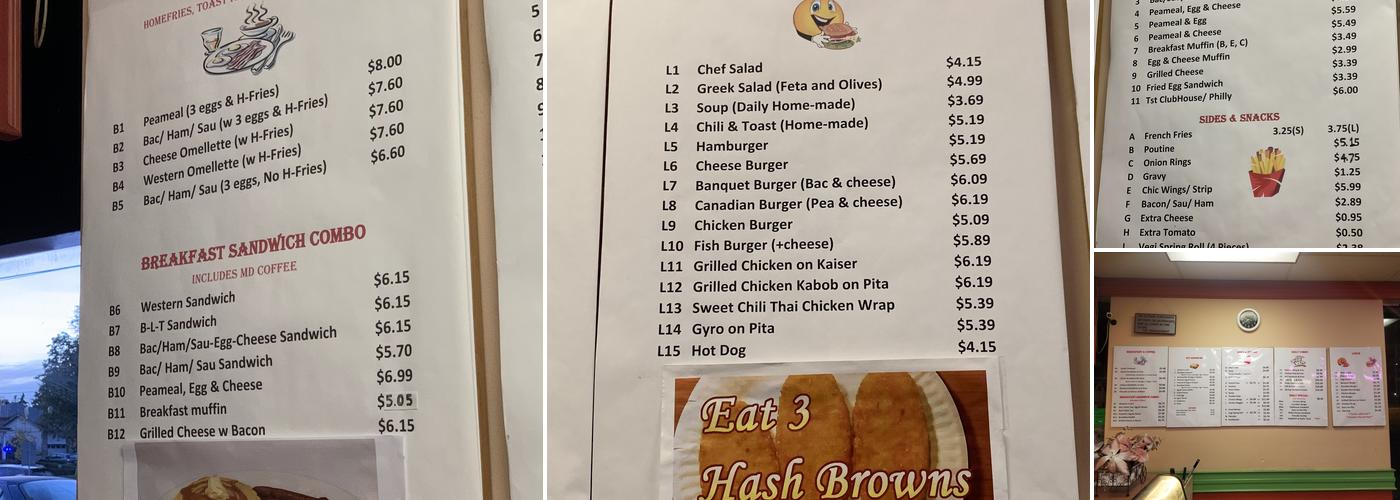 HOMEFRIES, TOAST
B1 Peameal (3 eggs & H-Fries) $8.00
B2 Bac/ Ham/ Sau (w 3 eggs & H-Fries) $7.60
B3 Cheese Omellette (w H-Fries) $7.60
B4 Western Omellette (w H-Fries) $7.60
B5 Bac/ Ham/ Sau (3 eggs, No H-Fries) $6.60
BREAKFAST SANDWICH COMBO
INCLUDES MD COFFEE
B6 Western Sandwich $6.15
B7 B-L-T Sandwich $6.15
B8 Bac/Ham/Sau-Egg-Cheese Sandwich $6.15
B9 Bac/ Ham/ Sau Sandwich $5.70
B10 Peameal, Egg & Cheese $6.99
B11 Breakfast muffin $5.05
B12 Grilled Cheese w Bacon $6.15
5
6
7
8
9
L1 Chef Salad $4.15
L2 Greek Salad (Feta and Olives) $4.99
L3 Soup (Daily Home-made) $3.69
L4 Chili & Toast (Home-made) $5.19
L5 Hamburger $5.19
L6 Cheese Burger $5.69
L7 Banquet Burger (Bac & cheese) $6.09
L8 Canadian Burger (Pea & cheese) $6.19
L9 Chicken Burger $5.09
L10 Fish Burger (+cheese) $5.89
L11 Grilled Chicken on Kaiser $6.19
L12 Grilled Chicken Kabob on Pita $6.19
L13 Sweet Chili Thai Chicken Wrap $5.39
L14 Gyro on Pita $5.39
L15 Hot Dog $4.15
Eat 3
Hash Browns
4 Peameal, Egg & Cheese $5.59
5 Peameal & Egg $5.49
6 Peameal & Cheese $3.49
7 Breakfast Muffin (B, E, C) $2.99
8 Egg & Cheese Muffin $3.39
9 Grilled Cheese $3.39
10 Fried Egg Sandwich $6.00
11 Tst ClubHouse/ Philly
SIDES & SNACKS
A French Fries 3.25(S) 3.75(L)
B Poutine $5.15
C Onion Rings $4.75
D Gravy $1.25
E Chic Wings/ Strip $5.99
F Bacon/ Sau/ Ham $2.89
G Extra Cheese $0.95
H Extra Tomato $0.50
I Vegi Spring Roll (4 Pieces) $2.39